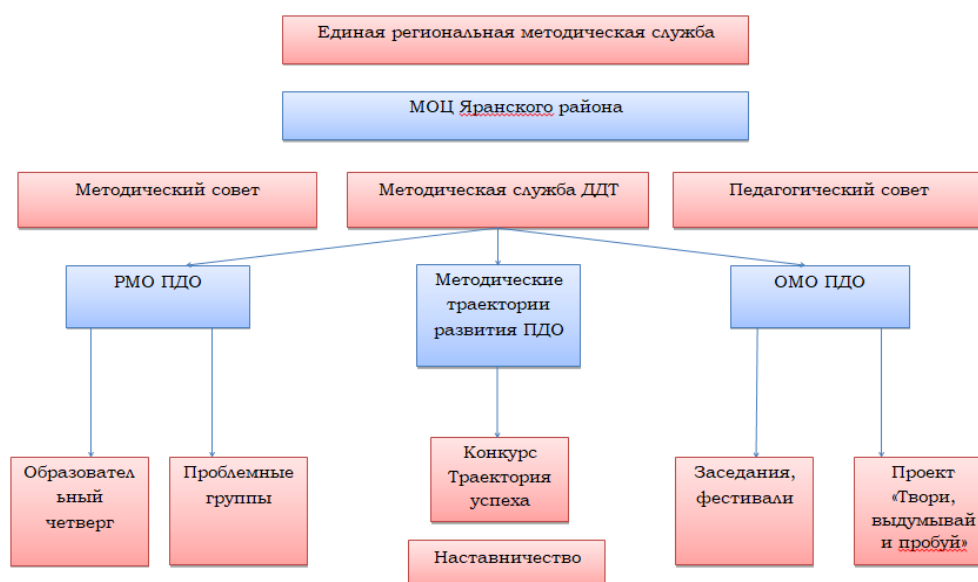 Единая региональная методическая служба
МОЦ Яранского района
Методический совет
Методическая служба ДДТ
Педагогический совет
РМО ПДО
Методические
траектории
развития ПДО
ОМО ПДО
Образовател
ьный
четверг
Проблемные
группы
Конкурс
Траектория
успеха
Заседания,
фестивали
Проект
«Твори,
выдумывай
и пробуй»
Наставничество